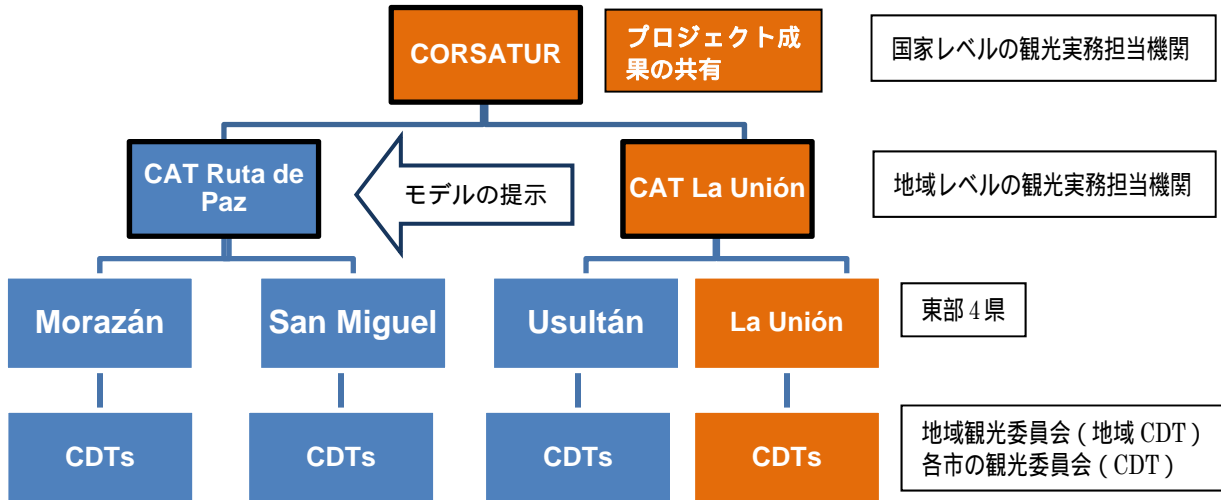 CORSATUR
プロジェクト成
果の共有
国家レベルの観光実務担当機関
CAT Ruta de
Paz
モデルの提示
CAT La Unión
地域レベルの観光実務担当機関
Morazán
San Miguel
Usultán
La Unión
東部4県
CDTs
CDTs
CDTs
CDTs
地域観光委員会(地域 CDT)
各市の観光委員会(CDT)